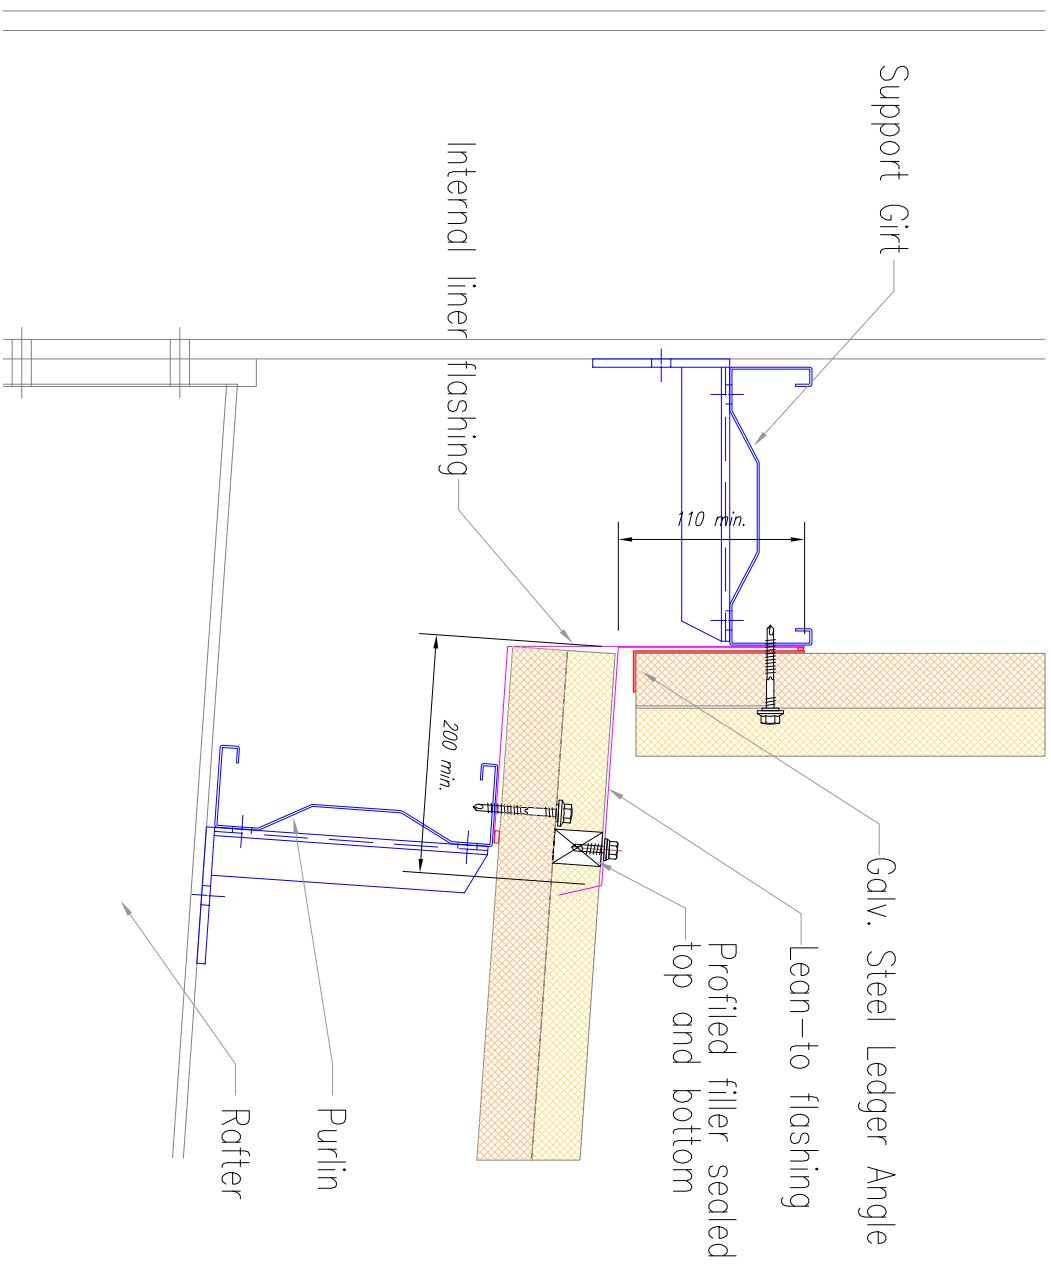 Support Girt
Internal liner flashing
110 min.
200 min.
Galv. Steel Ledger Angle
Lean-to flashing
Profiled filler sealed
top and bottom
Purlin
Rafter